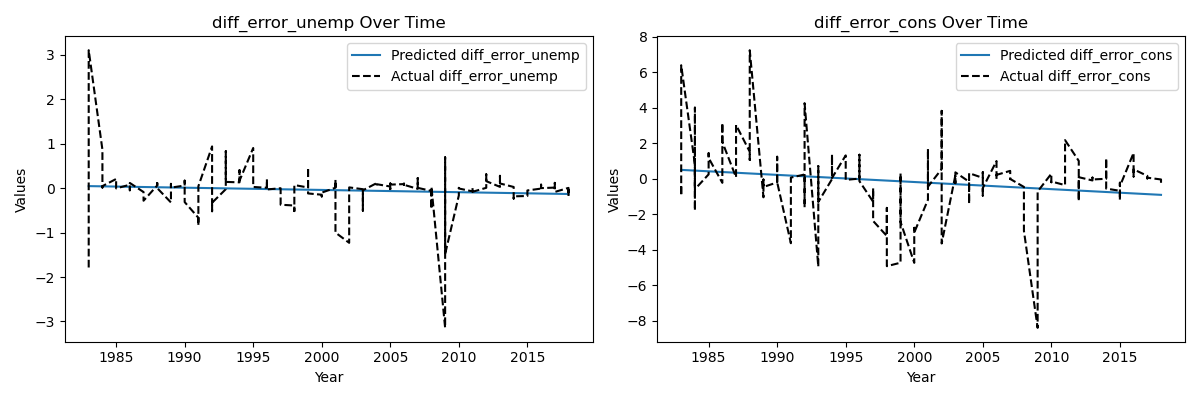 diff_error_unemp Over Time
Predicted diff_error_unemp
Actual diff_error_unemp
3
2
1
0
−1
−2
−3
Values
1985 1990 1995 2000 2005 2010 2015
Year
diff_error_cons Over Time
Predicted diff_error_cons
Actual diff_error_cons
8
6
4
2
0
−2
−4
−6
−8
Values
1985 1990 1995 2000 2005 2010 2015
Year